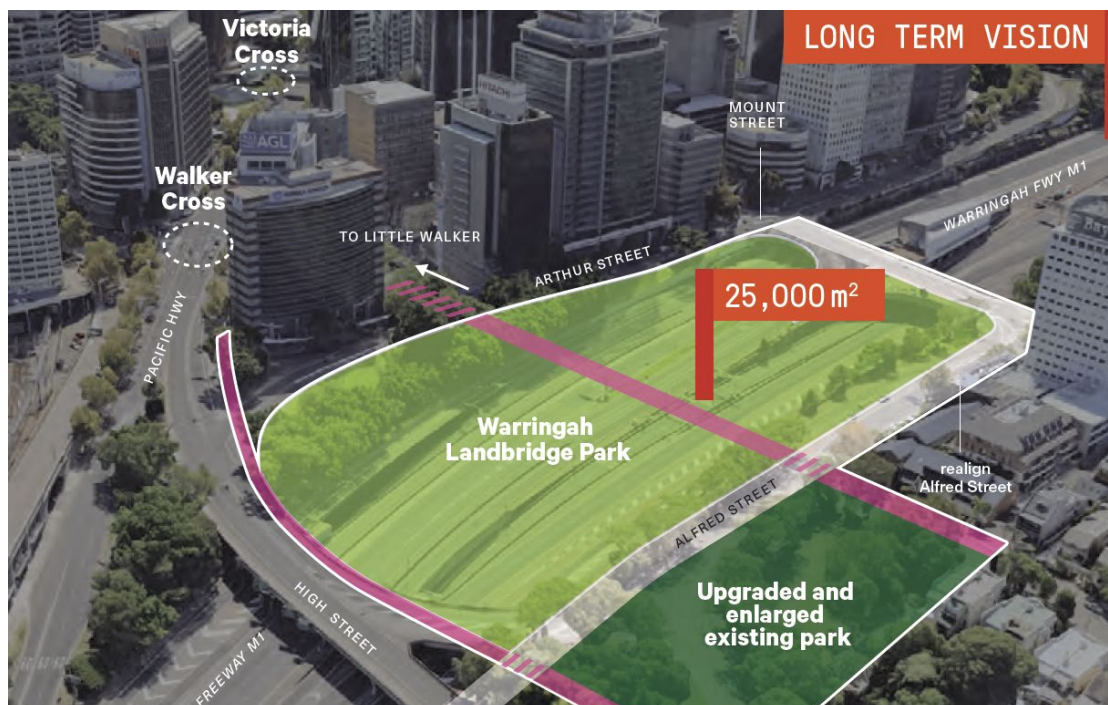 LONG TERM VISION
Victoria
Cross
HITACHI
MOUNT
STREET
AGL
Walker
Cross
WARRINGAH FWY M1
TO LITTLE WALKER
ARTHUR STREET
25,000 m²
PACIFIC HWY
Warringah
Landbridge Park
realign
Alfred Street
ALFRED STREET
Upgraded and
enlarged
existing park
HIGH STREET
FREEWAY M1